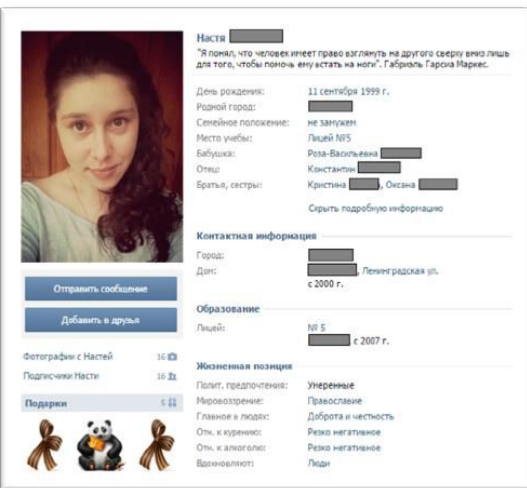 Настя
"Я понял, что человек имеет право взглянуть на другого сверху вниз лишь
для того, чтобы помочь ему встать на ноги". Габриэль Гарсиа Маркес.
День рождения: 11 сентября 1999 г.
Родной город:
Семейное положение: не замужем
Место учебы: Лицей №5
Бабушка: Роза-Васильевна
Отец: Константин
Братья, сестры: Кристина , Оксана
Скрыть подробную информацию
Контактная информация
Город:
Дом: , Ленинградская ул.
с 2000 г.
Образование
Лицей: № 5
с 2007 г.
Жизненная позиция
Полит. предпочтения: Умеренные
Мировоззрение: Православие
Главное в людях: Доброта и честность
Отн. к курению: Резко негативное
Отн. к алкоголю: Резко негативное
Вдохновляют: Люди
Отправить сообщение
Добавить в друзья
Фотографии с Настей 16
Подписчики Насти 16
Подарки 5